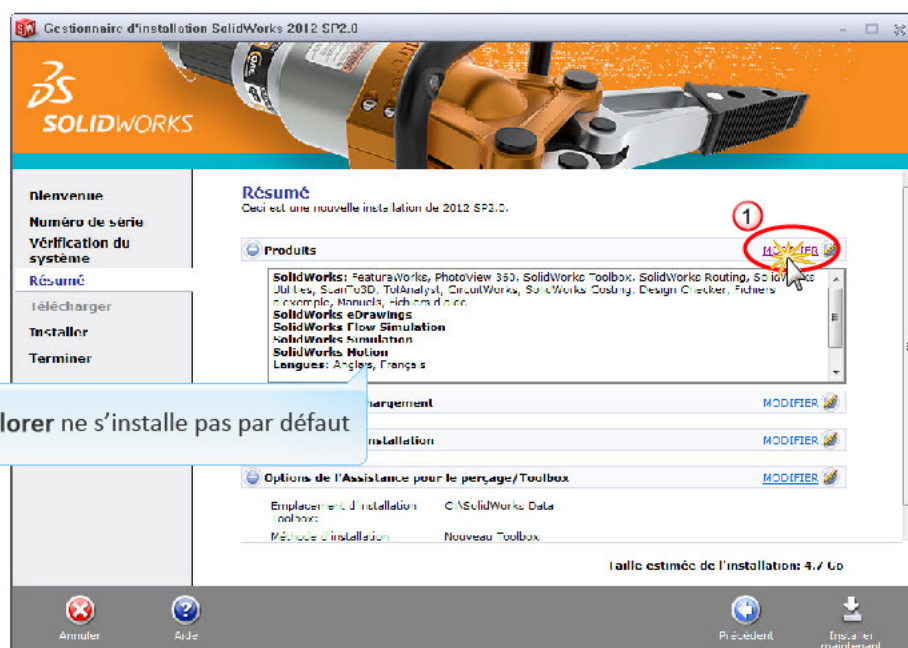 Gestionnaire d'installation SolidWorks 2012 SP2.0
SOLIDWORKS
Bienvenue
Numéro de série
Vérification du
système
Résumé
Télécharger
Installer
Terminer
Résumé
Ceci est une nouvelle installation de 2012 SP2.0.
1
Produits
MODIFIER
SolidWorks: FeatureWorks, PhotoView 360, SolidWorks Toolbox, SolidWorks Routing, SolidWorks
Utilities, ScanTo3D, TolAnalyst, CircuitWorks, SolidWorks Costing, Design Checker, Fichiers
d'exemple, Manuels, Fichiers d'aide
SolidWorks eDrawings
SolidWorks Flow Simulation
SolidWorks Simulation
SolidWorks Motion
Langues: Anglais, Français
lorer ne s'installe pas par défaut
hargement
MODIFIER
nstallation
MODIFIER
Options de l'Assistance pour le perçage/Toolbox
MODIFIER
Emplacement d'installation
Toolbox:
C:\SolidWorks Data
Méthode d'installation
Nouveau Toolbox
Taille estimée de l'installation: 4.7 Go
Annuler
Aide
Précédent
Installer
maintenant